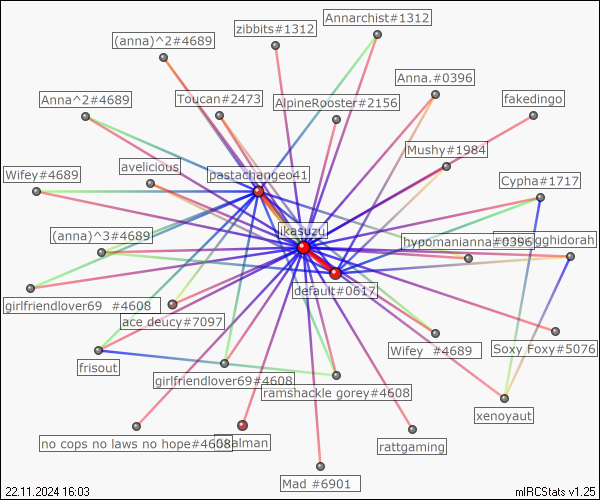 Annarchist#1312
zibbits#1312
(anna)^2#4689
Anna.#0396
Anna^2#4689
Toucan#2473
AlpineRooster#2156
fakedingo
Mushy#1984
avelicious
Wifey#4689
pastachangeo41
Cypha#1717
ikasuzu
(anna)^3#4689
hypomanianna#0396
gghidorah
default#0617
girlfriendlover69 #4608
ace deucy#7097
Wifey #4689
Soxy Foxy#5076
frisout
girlfriendlover69#4608
ramshackle gorey#4608
xenoyaut
no cops no laws no hope#4608
alman
rattgaming
Mad #6901
22.11.2024 16:03
mIRCStats v1.25